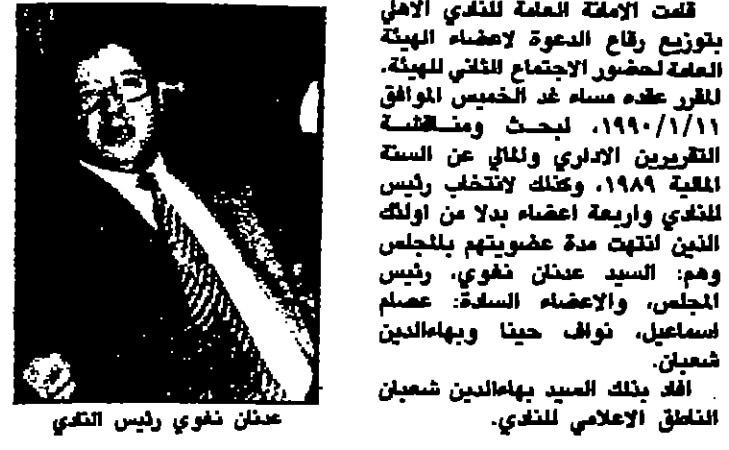 قامت الامانة العامة للنادي الاهلي
بتوزيع رقاع الدعوة لاعضاء الهيئة
العامة لحضور الاجتماع الثاني للهيئة،
المقرر عقده مساء غد الخميس الموافق
١٩٩٠/١/١١، لبحث ومناقشة
التقريرين الاداري والمالي عن السنة
المالية ١٩٨٩، وكذلك لانتخاب رئيس
للنادي واربعة اعضاء بدلا من اولئك
الذين انتهت مدة عضويتهم بالمجلس
وهم: السيد عدنان نغوي، رئيس
المجلس، والاعضاء السادة: عصام
اسماعيل، نواف حينا وبهاءالدين
شعبان.
افاد بذلك السيد بهاءالدين شعبان
الناطق الاعلامي للنادي.
عدنان نغوي رئيس النادي